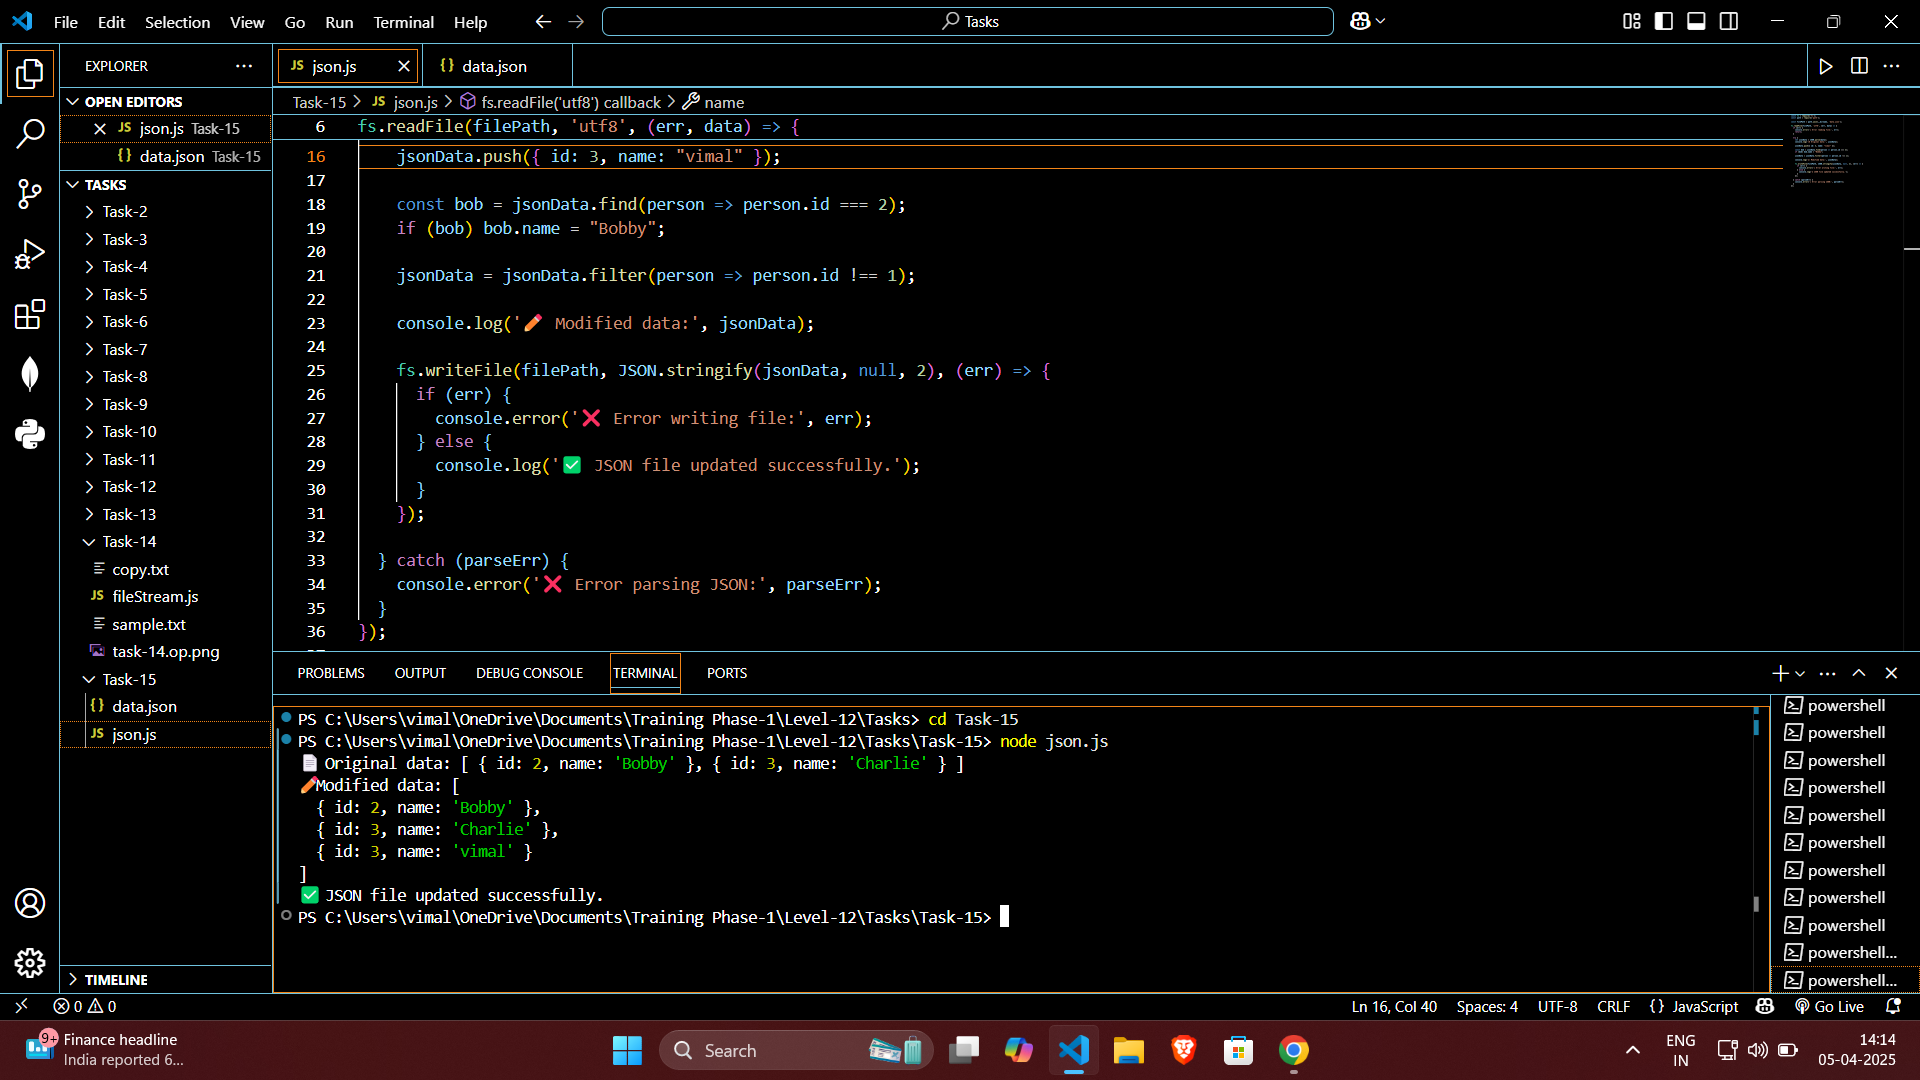 File Edit Selection View Go Run Terminal Help
Tasks
EXPLORER
OPEN EDITORS
JS json.js Task-15
{} data.json Task-15
TASKS
Task-2
Task-3
Task-4
Task-5
Task-6
Task-7
Task-8
Task-9
Task-10
Task-11
Task-12
Task-13
Task-14
copy.txt
JS fileStream.js
sample.txt
task-14.op.png
Task-15
{} data.json
JS json.js
TIMELINE
JS json.js
{} data.json
Task-15 > JS json.js > fs.readFile('utf8') callback > name
6 fs.readFile(filePath, 'utf8', (err, data) => {
16 jsonData.push({ id: 3, name: "vimal" });
17
18 const bob = jsonData.find(person => person.id === 2);
19 if (bob) bob.name = "Bobby";
20
21 jsonData = jsonData.filter(person => person.id !== 1);
22
23 console.log('✏️ Modified data:', jsonData);
24
25 fs.writeFile(filePath, JSON.stringify(jsonData, null, 2), (err) => {
26 if (err) {
27 console.error('❌ Error writing file:', err);
28 } else {
29 console.log('✅ JSON file updated successfully.');
30 }
31 });
32
33 } catch (parseErr) {
34 console.error('❌ Error parsing JSON:', parseErr);
35 }
36 });
PROBLEMS OUTPUT DEBUG CONSOLE TERMINAL PORTS
PS C:\Users\vimal\OneDrive\Documents\Training Phase-1\Level-12\Tasks> cd Task-15
PS C:\Users\vimal\OneDrive\Documents\Training Phase-1\Level-12\Tasks\Task-15> node json.js
📄 Original data: [ { id: 2, name: 'Bobby' }, { id: 3, name: 'Charlie' } ]
✏️Modified data: [
{ id: 2, name: 'Bobby' },
{ id: 3, name: 'Charlie' },
{ id: 3, name: 'vimal' }
]
✅ JSON file updated successfully.
PS C:\Users\vimal\OneDrive\Documents\Training Phase-1\Level-12\Tasks\Task-15>
powershell
powershell
powershell
powershell
powershell
powershell
powershell
powershell
powershell
powershell...
powershell...
0 0
Ln 16, Col 40 Spaces: 4 UTF-8 CRLF {} JavaScript Go Live
9+
Finance headline
India reported 6...
Search
ENG
IN
14:14
05-04-2025